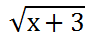 √(x + 3)